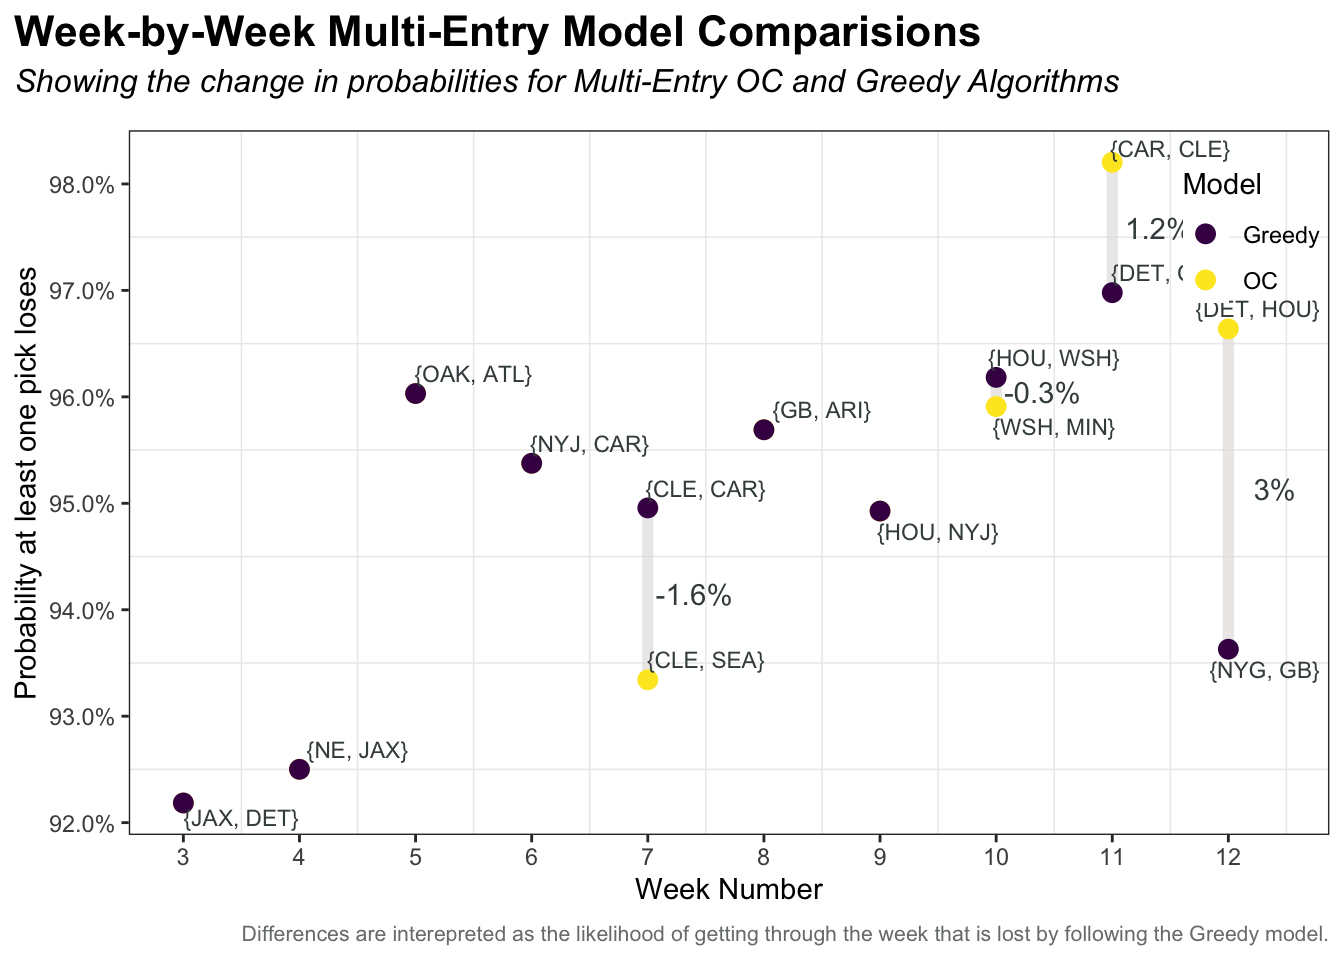 Week-by-Week Multi-Entry Model Comparisions
Showing the change in probabilities for Multi-Entry OC and Greedy Algorithms
Probability at least one pick loses
98.0%
97.0%
96.0%
95.0%
94.0%
93.0%
92.0%
{JAX, DET}
{NE, JAX}
{OAK, ATL}
{NYJ, CAR}
{CLE, CAR}
-1.6%
{CLE, SEA}
{GB, ARI}
{HOU, NYJ}
{HOU, WSH}
-0.3%
{WSH, MIN}
{CAR, CLE}
1.2%
{DET,
Model
Greedy
OC
{DET, HOU}
3%
{NYG, GB}
3 4 5 6 7 8 9 10 11 12
Week Number
Differences are interepreted as the likelihood of getting through the week that is lost by following the Greedy model.